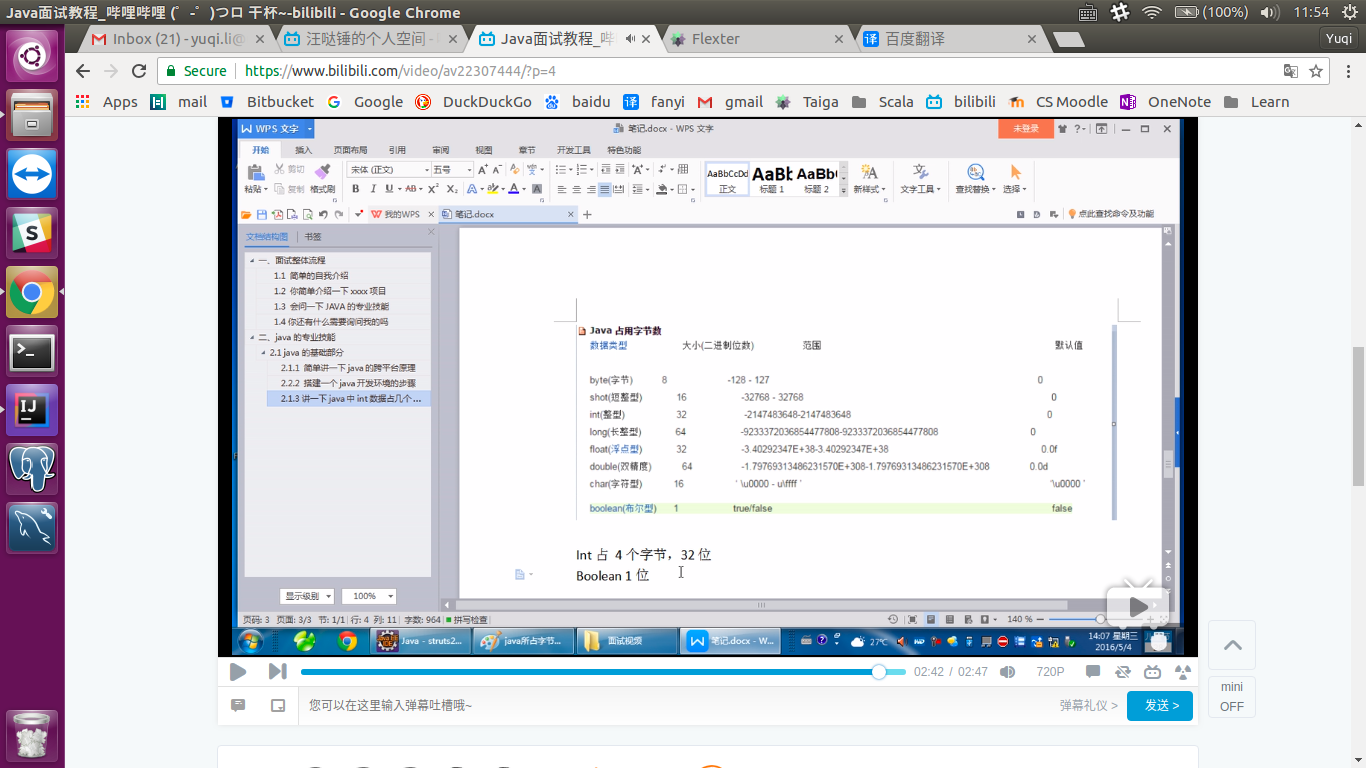 Java面试教程_哔哩哔哩 (゜-゜)つロ 干杯~-bilibili - Google Chrome
(100%) 11:54
Inbox (21) - yuqi.li@
汪哒锤的个人空间 -
Java面试教程_哔
Flexter
百度翻译
Yuqi
Secure https://www.bilibili.com/video/av22307444/?p=4
Apps mail Bitbucket Google DuckDuckGo baidu fanyi gmail Taiga Scala bilibili CS Moodle OneNote Learn
WPS 文字 笔记.docx - WPS 文字 未登录
开始 插入 页面布局 引用 审阅 视图 章节 开发工具 特色功能
剪切 宋体 (正文) 五号 AaBbCcDd AaBb AaBb(
粘贴 复制 格式刷 正文 标题 1 标题 2 新样式 文字工具 查找替换 选择
我的WPS 笔记.docx 点此查找命令及功能
文档结构图 书签
一、面试整体流程
1.1 简单的自我介绍
1.2 你简单介绍一下 xxxx 项目
1.3 会问一下 JAVA 的专业技能
1.4 你还有什么需要询问我的吗
二、java 的专业技能
2.1 java 的基础部分
2.1.1 简单讲一下 java 的跨平台原理
2.2.2 搭建一个 java 开发环境的步骤
2.1.3 讲一下 java 中 int 数据占几个 ...
显示级别 100%
Java 占用字节数
数据类型 大小(二进制位数) 范围 默认值
byte(字节) 8 -128 - 127 0
shot(短整型) 16 -32768 - 32768 0
int(整型) 32 -2147483648-2147483648 0
long(长整型) 64 -9233372036854477808-9233372036854477808 0
float(浮点型) 32 -3.40292347E+38-3.40292347E+38 0.0f
double(双精度) 64 -1.79769313486231570E+308-1.79769313486231570E+308 0.0d
char(字符型) 16 ' \u0000 - u\ffff ' '\u0000 '
boolean(布尔型) 1 true/false false
Int 占 4 个字节，32 位
Boolean 1 位
页码: 3 页面: 3/3 节: 1/1 行: 4 列: 11 字数: 964 拼写检查 140 %
java - struts2... java所占字节... 面试视频 笔记.docx - W... 27℃ 14:07 星期三
2016/5/4
02:42 / 02:47 720P
您可以在这里输入弹幕吐槽哦~ 弹幕礼仪 > 发送 >
mini
OFF